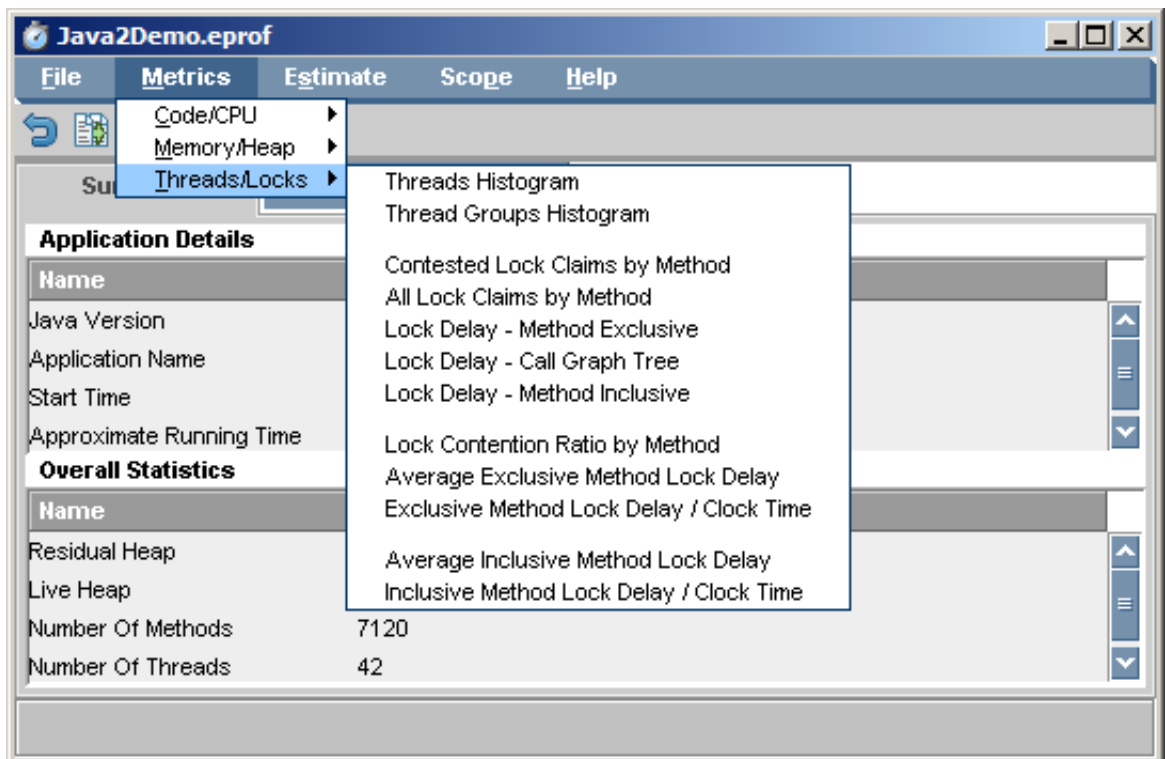 Java2Demo.eprof
File Metrics Estimate Scope Help
Code/CPU
Memory/Heap
Threads/Locks
Threads Histogram
Thread Groups Histogram
Contested Lock Claims by Method
All Lock Claims by Method
Lock Delay - Method Exclusive
Lock Delay - Call Graph Tree
Lock Delay - Method Inclusive
Lock Contention Ratio by Method
Average Exclusive Method Lock Delay
Exclusive Method Lock Delay / Clock Time
Average Inclusive Method Lock Delay
Inclusive Method Lock Delay / Clock Time
Application Details
Name
Java Version
Application Name
Start Time
Approximate Running Time
Overall Statistics
Name
Residual Heap
Live Heap
Number Of Methods 7120
Number Of Threads 42